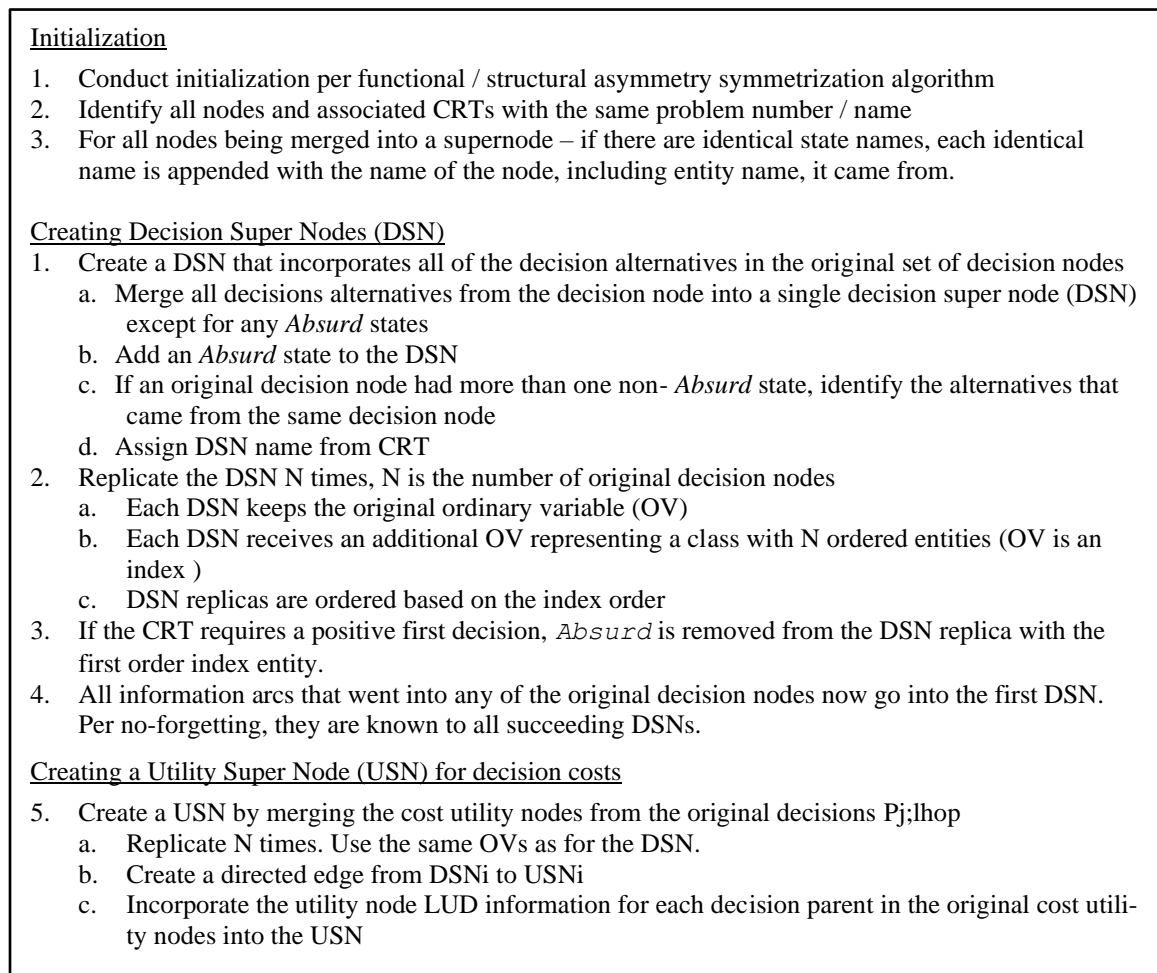 Initialization
1. Conduct initialization per functional / structural asymmetry symmetrization algorithm
2. Identify all nodes and associated CRTs with the same problem number / name
3. For all nodes being merged into a supernode – if there are identical state names, each identical
name is appended with the name of the node, including entity name, it came from.
Creating Decision Super Nodes (DSN)
1. Create a DSN that incorporates all of the decision alternatives in the original set of decision nodes
a. Merge all decisions alternatives from the decision node into a single decision super node (DSN)
except for any Absurd states
b. Add an Absurd state to the DSN
c. If an original decision node had more than one non- Absurd state, identify the alternatives that
came from the same decision node
d. Assign DSN name from CRT
2. Replicate the DSN N times, N is the number of original decision nodes
a. Each DSN keeps the original ordinary variable (OV)
b. Each DSN receives an additional OV representing a class with N ordered entities (OV is an
index )
c. DSN replicas are ordered based on the index order
3. If the CRT requires a positive first decision, Absurd is removed from the DSN replica with the
first order index entity.
4. All information arcs that went into any of the original decision nodes now go into the first DSN.
Per no-forgetting, they are known to all succeeding DSNs.
Creating a Utility Super Node (USN) for decision costs
5. Create a USN by merging the cost utility nodes from the original decisions Pj;lhop
a. Replicate N times. Use the same OVs as for the DSN.
b. Create a directed edge from DSNi to USNi
c. Incorporate the utility node LUD information for each decision parent in the original cost utili-
ty nodes into the USN